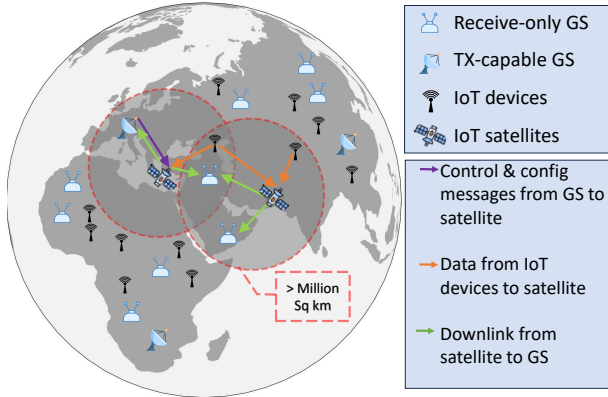 Receive-only GS
TX-capable GS
IoT devices
IoT satellites
Control & config
messages from GS to
satellite
Data from IoT
devices to satellite
Downlink from
satellite to GS
> Million
Sq km